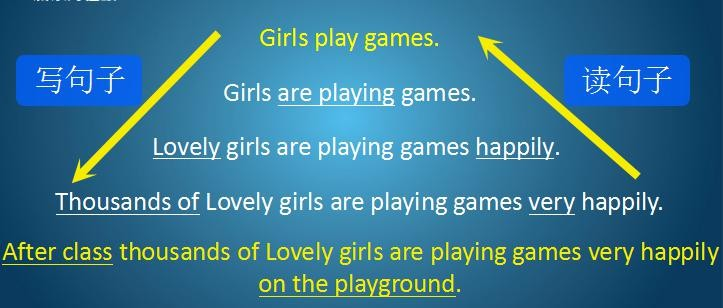 Girls play games.
写句子
读句子
Girls are playing games.
Lovely girls are playing games happily.
Thousands of Lovely girls are playing games very happily.
After class thousands of Lovely girls are playing games very happily
on the playground.